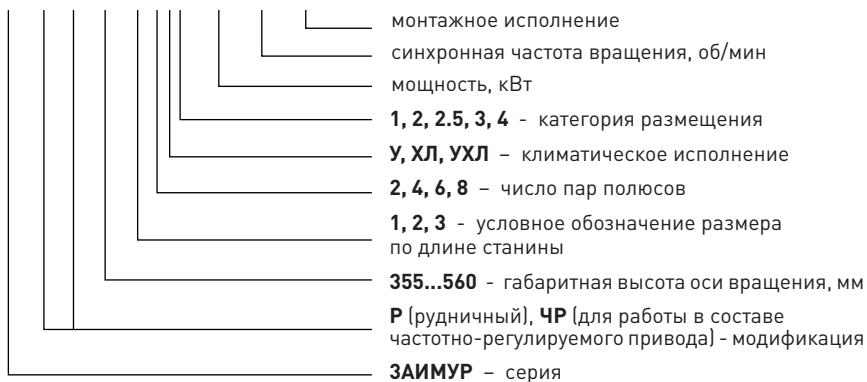 монтажное исполнение
синхронная частота вращения, об/мин
мощность, кВт
1, 2, 2.5, 3, 4 - категория размещения
У, ХЛ, УХЛ – климатическое исполнение
2, 4, 6, 8 – число пар полюсов
1, 2, 3 - условное обозначение размера
по длине станины
355...560 - габаритная высота оси вращения, мм
Р (рудничный), ЧР (для работы в составе
частотно-регулируемого привода) - модификация
ЗАИМУР – серия